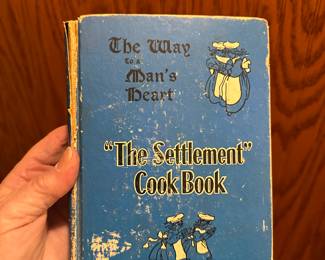 The Way
to a
Man's
Heart
"The Settlement"
Cook Book